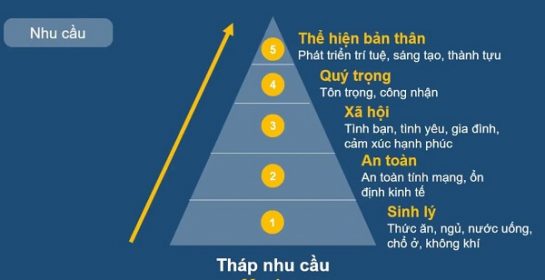 Nhu cầu
5
Thể hiện bản thân
Phát triển trí tuệ, sáng tạo, thành tựu
4
Quý trọng
Tôn trọng, công nhận
3
Xã hội
Tình bạn, tình yêu, gia đình,
cảm xúc hạnh phúc
2
An toàn
An toàn tính mạng, ổn
định kinh tế
1
Sinh lý
Thức ăn, ngủ, nước uống,
chổ ở, không khí
Tháp nhu cầu